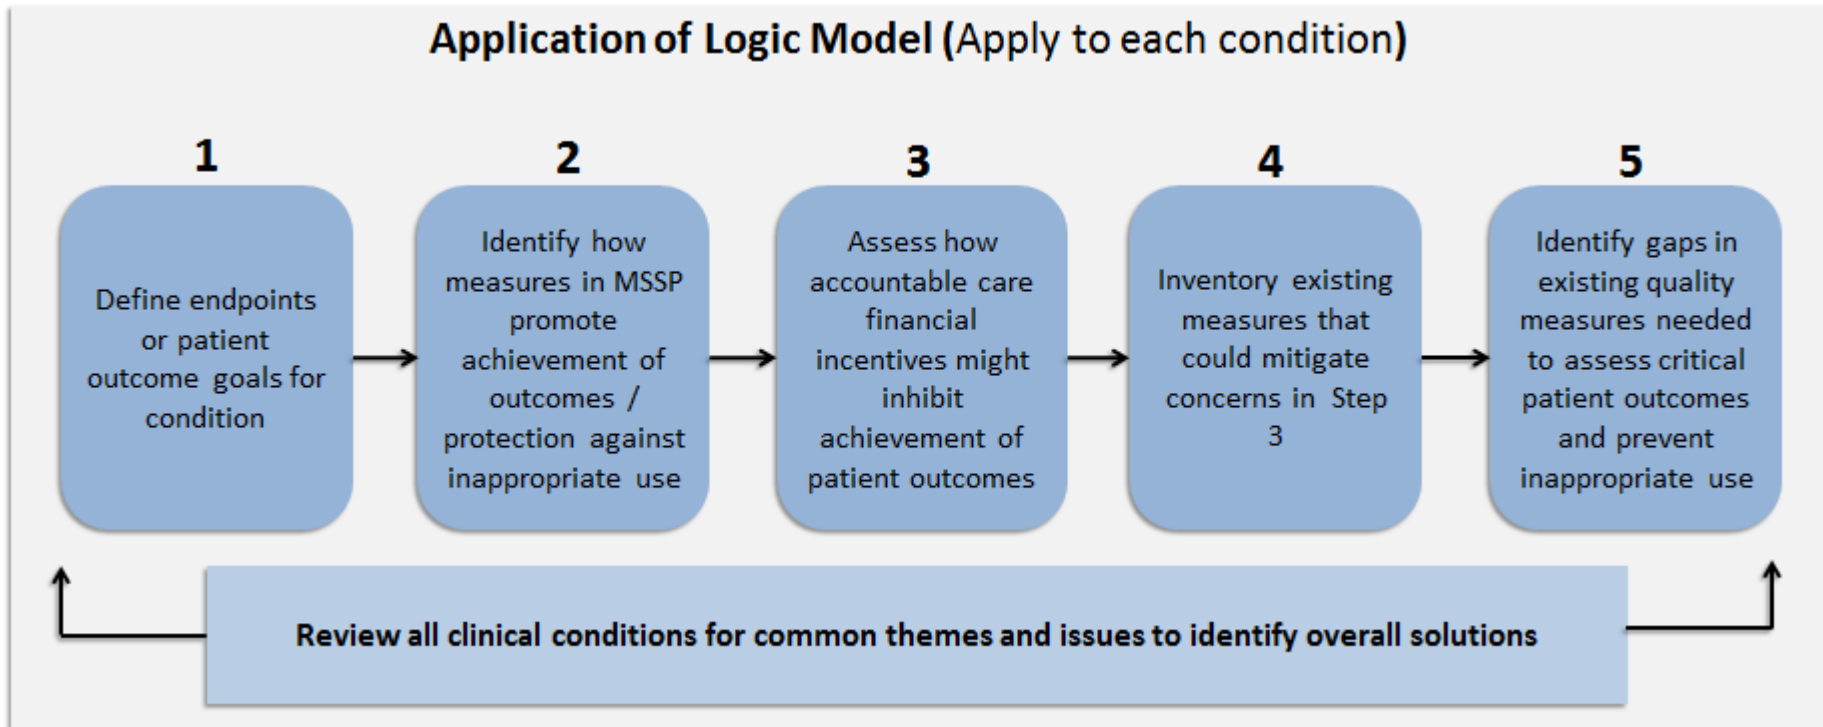 Application of Logic Model (Apply to each condition)
1
Define endpoints
or patient
outcome goals for
condition
2
Identify how
measures in MSSP
promote
achievement of
outcomes /
protection against
inappropriate use
3
Assess how
accountable care
financial
incentives might
inhibit
achievement of
patient outcomes
4
Inventory existing
measures that
could mitigate
concerns in Step
3
5
Identify gaps in
existing quality
measures needed
to assess critical
patient outcomes
and prevent
inappropriate use
Review all clinical conditions for common themes and issues to identify overall solutions